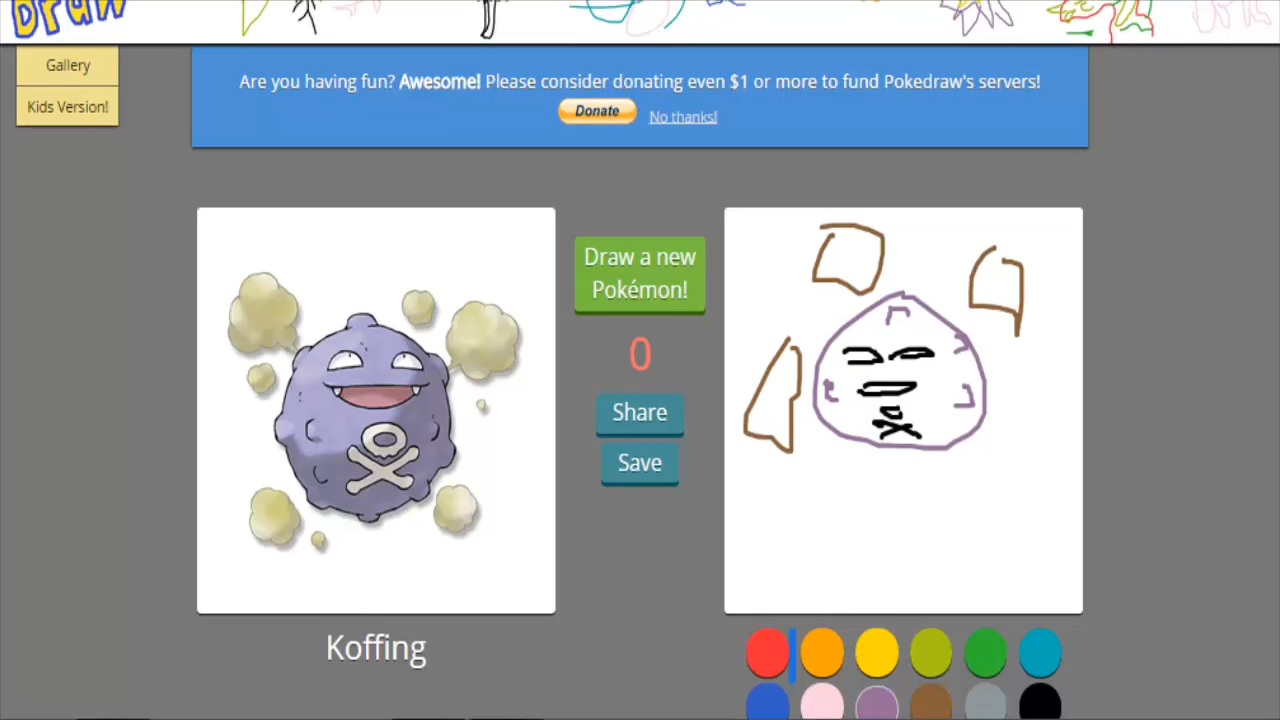 Draw
Gallery
Kids Version!
Are you having fun? Awesome! Please consider donating even $1 or more to fund Pokedraw's servers!
Donate No thanks!
Draw a new
Pokémon!
0
Share
Save
Koffing